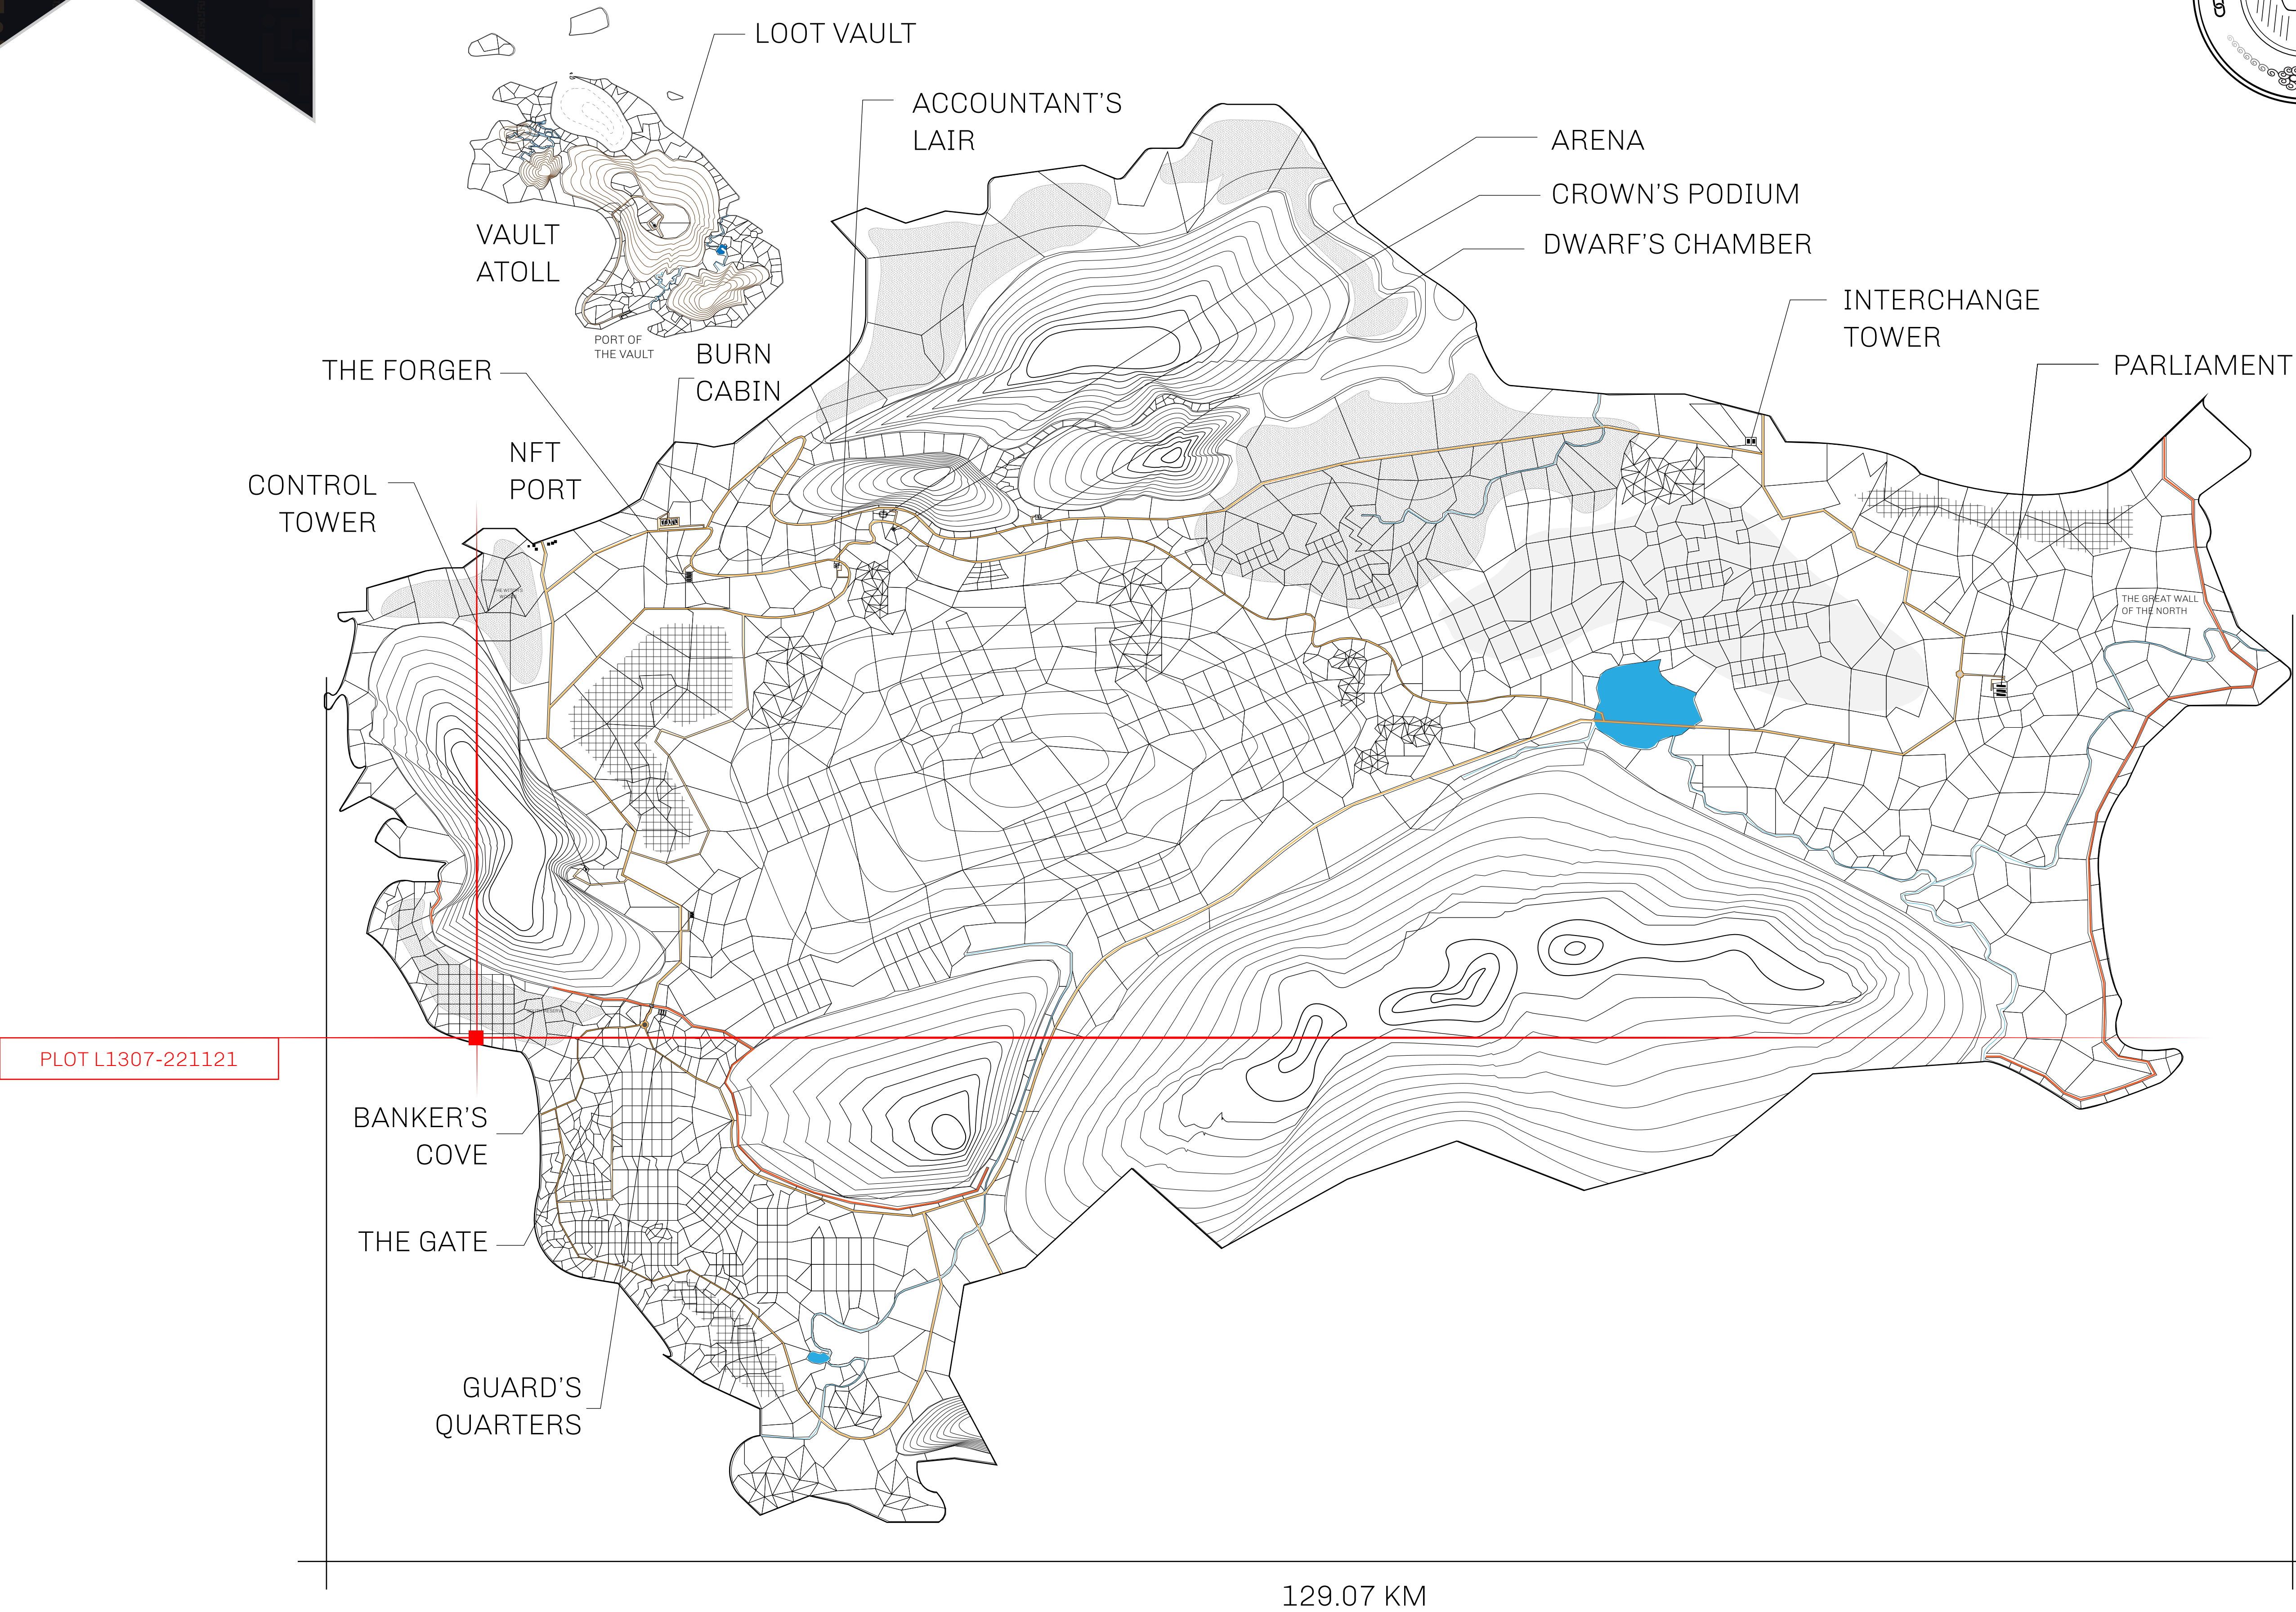 LOOT VAULT
ACCOUNTANT'S
LAIR
ARENA
CROWN'S PODIUM
DWARF'S CHAMBER
VAULT
ATOLL
INTERCHANGE
TOWER
PORT OF
THE VAULT
BURN
CABIN
THE FORGER
PARLIAMENT
NFT
PORT
CONTROL
TOWER
THE GREAT WALL
OF THE NORTH
PLOT L1307-221121
BANKER'S
COVE
THE GATE
GUARD'S
QUARTERS
129.07 KM